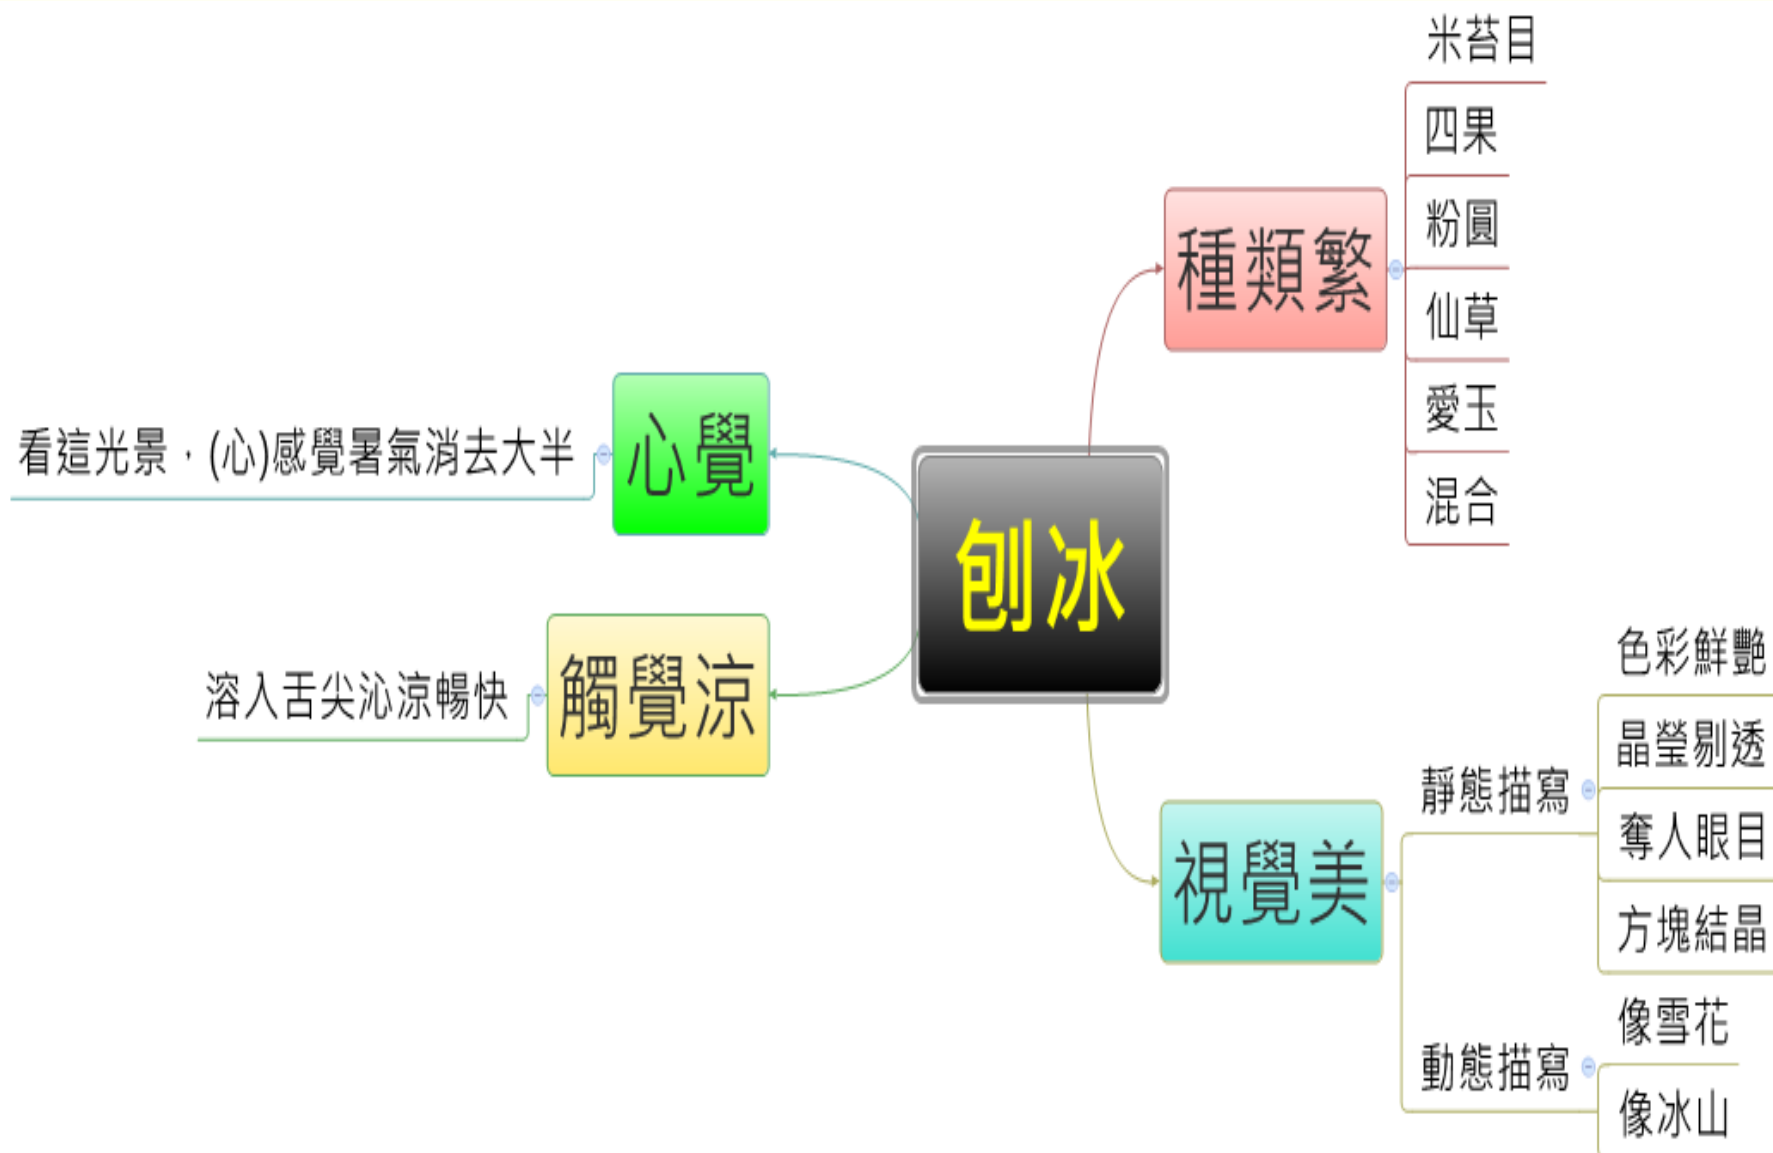 刨冰
種類繁
米苔目
四果
粉圓
仙草
愛玉
混合
視覺美
靜態描寫
色彩鮮艷
晶瑩剔透
奪人眼目
方塊結晶
動態描寫
像雪花
像冰山
觸覺涼
溶入舌尖沁涼暢快
心覺
看這光景，(心)感覺暑氣消去大半